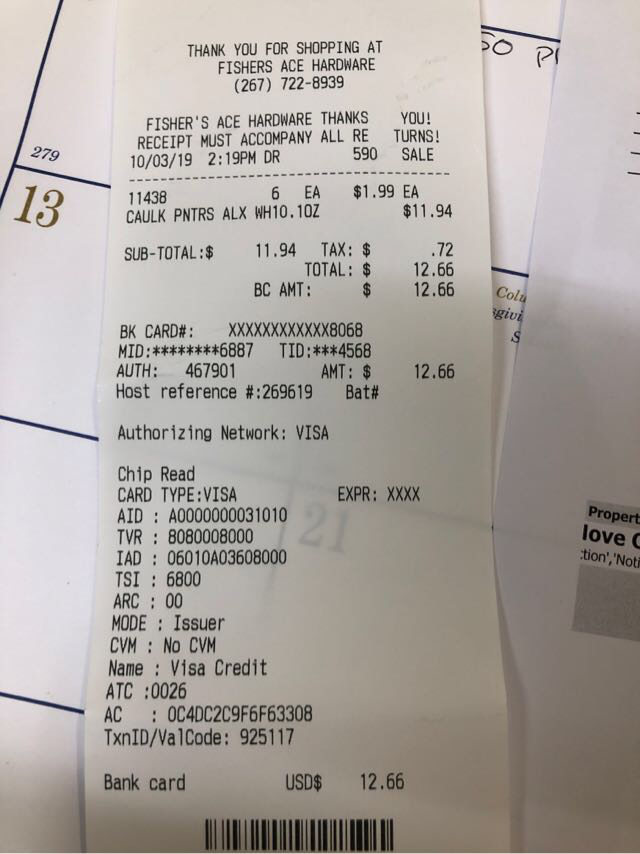 THANK YOU FOR SHOPPING AT
FISHERS ACE HARDWARE
(267) 722-8939
FISHER'S ACE HARDWARE THANKS YOU!
RECEIPT MUST ACCOMPANY ALL RE TURNS!
10/03/19 2:19PM DR 590 SALE
11438 6 EA $1.99 EA
CAULK PNTRS ALX WH10.1OZ $11.94
SUB-TOTAL:$ 11.94 TAX: $ .72
TOTAL: $ 12.66
BC AMT: $ 12.66
BK CARD#: XXXXXXXXXXXX8068
MID:********6887 TID:***4568
AUTH: 467901 AMT: $ 12.66
Host reference #:269619 Bat#
Authorizing Network: VISA
Chip Read
CARD TYPE:VISA EXPR: XXXX
AID : A0000000031010
TVR : 8080008000
IAD : 06010A03608000
TSI : 6800
ARC : 00
MODE : Issuer
CVM : No CVM
Name : Visa Credit
ATC :0026
AC : 0C4DC2C9F6F63308
TxnID/ValCode: 925117
Bank card USD$ 12.66
279
13
21
Propert
love